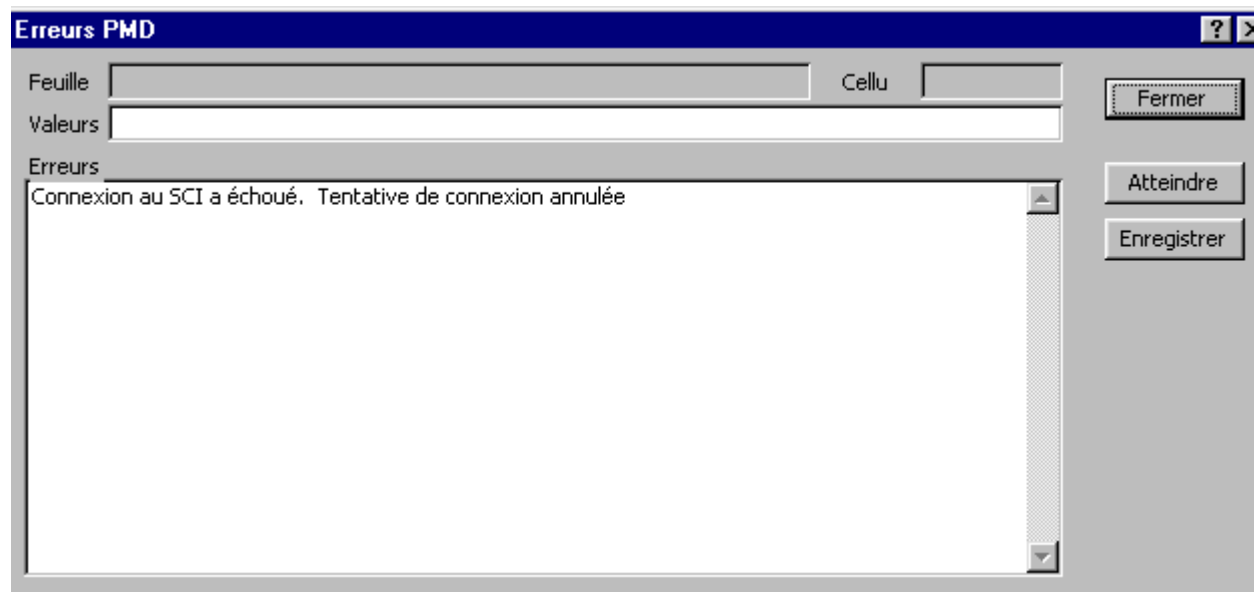 Erreurs PMD
Feuille Cellu
Fermer
Valeurs
Erreurs
Connexion au SCI a échoué.  Tentative de connexion annulée
Atteindre
Enregistrer